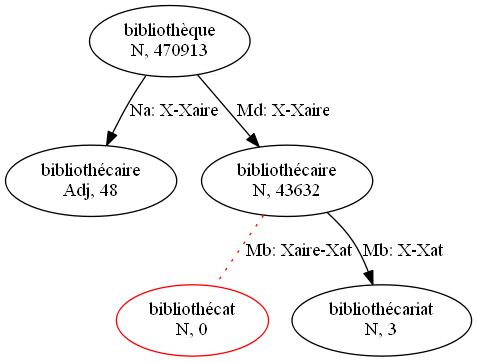 bibliothèque
N, 470913
Na: X-Xaire
Md: X-Xaire
bibliothécaire
Adj, 48
bibliothécaire
N, 43632
Mb: Xaire-Xat
Mb: X-Xat
bibliothécat
N, 0
bibliothécariat
N, 3